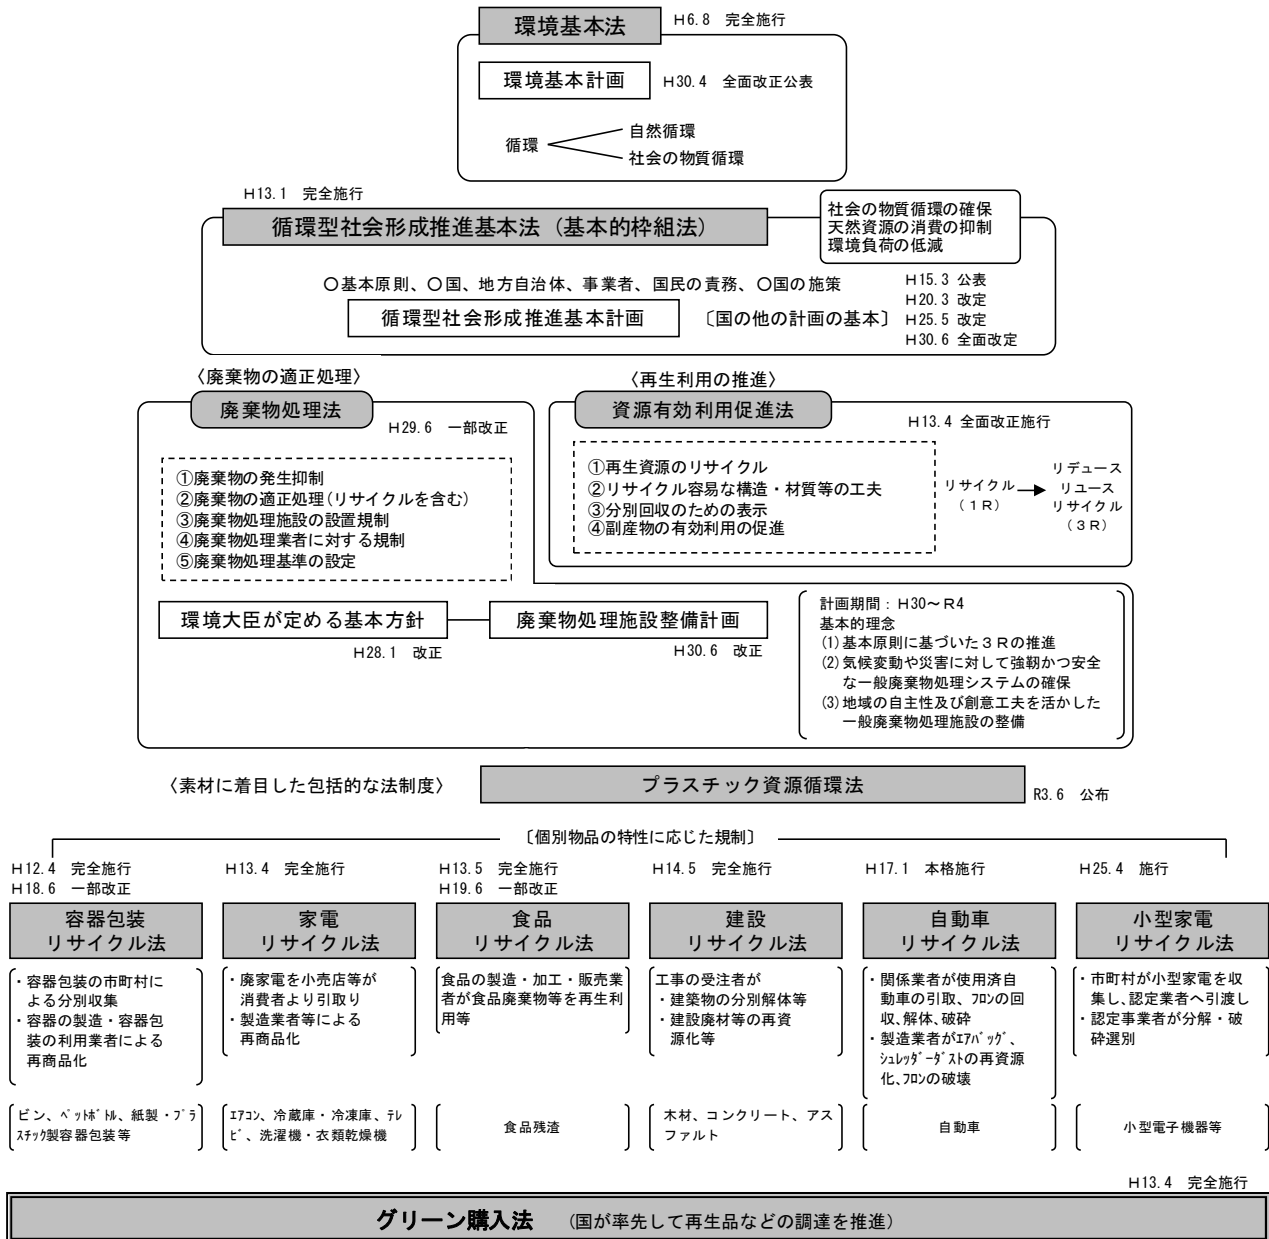 環境基本法
H6.8 完全施行
環境基本計画
H30.4 全面改正公表
循環
自然循環
社会の物質循環
H13.1 完全施行
循環型社会形成推進基本法（基本的枠組法）
社会の物質循環の確保
天然資源の消費の抑制
環境負荷の低減
〇基本原則、〇国、地方自治体、事業者、国民の責務、〇国の施策
循環型社会形成推進基本計画
〔国の他の計画の基本〕
H15.3 公表
H20.3 改定
H25.5 改定
H30.6 全面改定
〈廃棄物の適正処理〉
廃棄物処理法
H29.6 一部改正
①廃棄物の発生抑制
②廃棄物の適正処理(リサイクルを含む)
③廃棄物処理施設の設置規制
④廃棄物処理業者に対する規制
⑤廃棄物処理基準の設定
〈再生利用の推進〉
資源有効利用促進法
H13.4 全面改正施行
①再生資源のリサイクル
②リサイクル容易な構造・材質等の工夫
③分別回収のための表示
④副産物の有効利用の促進
リサイクル
（１Ｒ）
リデュース
リユース
リサイクル
（３Ｒ）
環境大臣が定める基本方針
H28.1 改正
廃棄物処理施設整備計画
H30.6 改正
計画期間：H30～R4
基本的理念
(1)基本原則に基づいた３Ｒの推進
(2)気候変動や災害に対して強靭かつ安全
な一般廃棄物処理システムの確保
(3)地域の自主性及び創意工夫を活かした
一般廃棄物処理施設の整備
〈素材に着目した包括的な法制度〉
プラスチック資源循環法
R3.6 公布
〔個別物品の特性に応じた規制〕
H12.4 完全施行
H18.6 一部改正
容器包装
リサイクル法
・容器包装の市町村に
よる分別収集
・容器の製造・容器包
装の利用業者による
再商品化
ビン、ペットボトル、紙製・プラ
スチック製容器包装等
H13.4 完全施行
家電
リサイクル法
・廃家電を小売店等が
消費者より引取り
・製造業者等による
再商品化
エアコン、冷蔵庫・冷凍庫、テレ
ビ、洗濯機・衣類乾燥機
H13.5 完全施行
H19.6 一部改正
食品
リサイクル法
食品の製造・加工・販売業
者が食品廃棄物等を再生利
用等
食品残渣
H14.5 完全施行
建設
リサイクル法
工事の受注者が
・建築物の分別解体等
・建設廃材等の再資
源化等
木材、コンクリート、アス
ファルト
H17.1 本格施行
自動車
リサイクル法
・関係業者が使用済自
動車の引取、フロンの回
収、解体、破砕
・製造業者がエアバッグ、
シュレッダーダストの再資源
化、フロンの破壊
自動車
H25.4 施行
小型家電
リサイクル法
・市町村が小型家電を収
集し、認定業者へ引渡し
・認定事業者が分解・破
砕選別
小型電子機器等
H13.4 完全施行
グリーン購入法 （国が率先して再生品などの調達を推進）